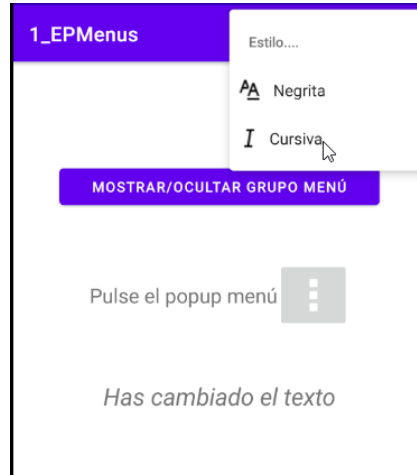 1_EPMenus
Estilo....
Negrita
Cursiva
MOSTRAR/OCULTAR GRUPO MENÚ
Pulse el popup menú
Has cambiado el texto